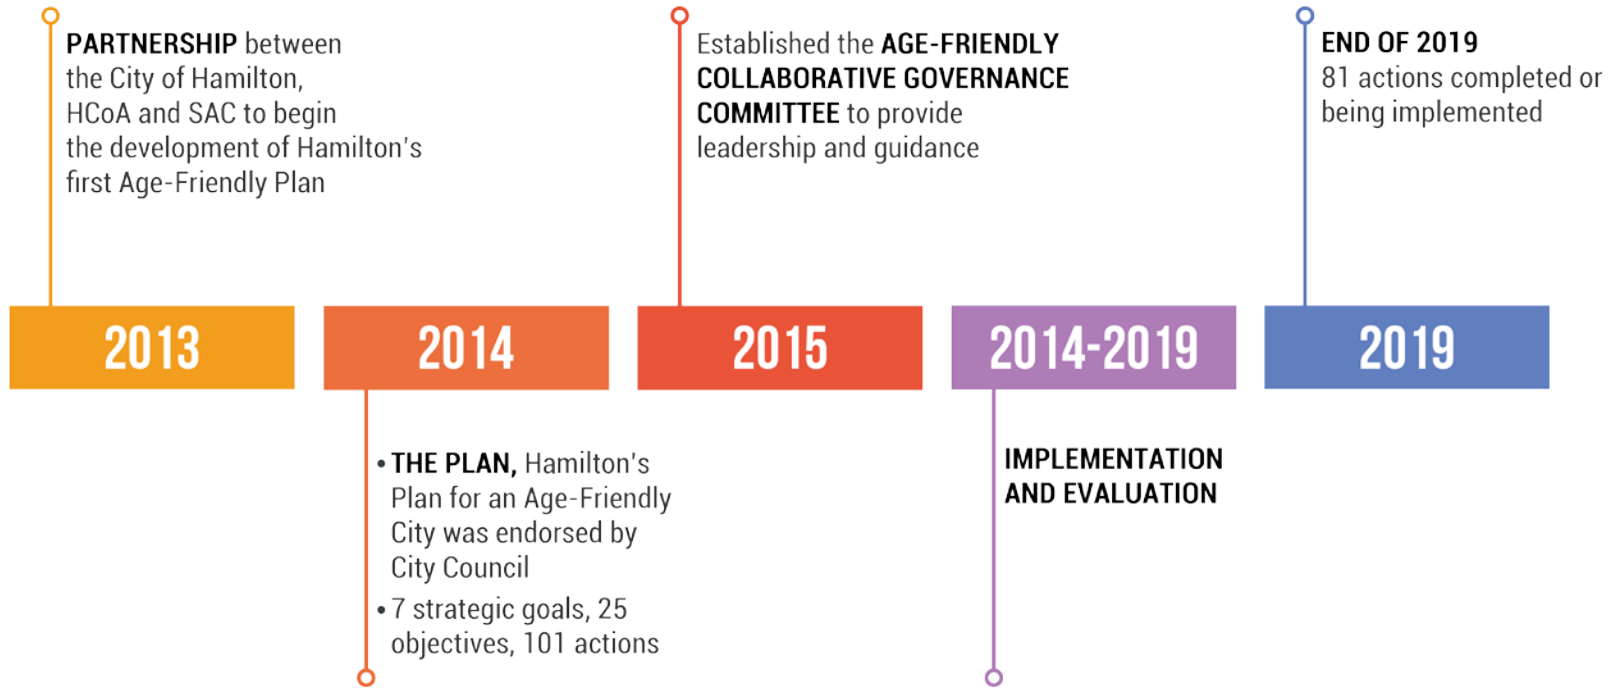 PARTNERSHIP between
the City of Hamilton,
HCoA and SAC to begin
the development of Hamilton's
first Age-Friendly Plan
Established the AGE-FRIENDLY
COLLABORATIVE GOVERNANCE
COMMITTEE to provide
leadership and guidance
END OF 2019
81 actions completed or
being implemented
2013
2014
2015
2014-2019
2019
• THE PLAN, Hamilton's
Plan for an Age-Friendly
City was endorsed by
City Council
• 7 strategic goals, 25
objectives, 101 actions
IMPLEMENTATION
AND EVALUATION